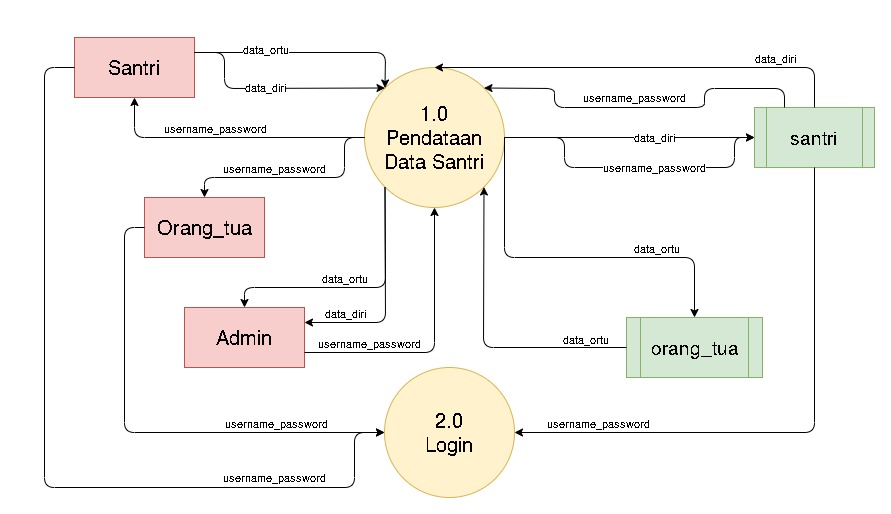 data_ortu
data_diri
Santri
data_diri
username_password
1.0
Pendataan
Data Santri
username_password
data_diri
santri
username_password
username_password
Orang_tua
data_ortu
data_ortu
data_diri
Admin
username_password
data_ortu
orang_tua
2.0
Login
username_password
username_password
username_password